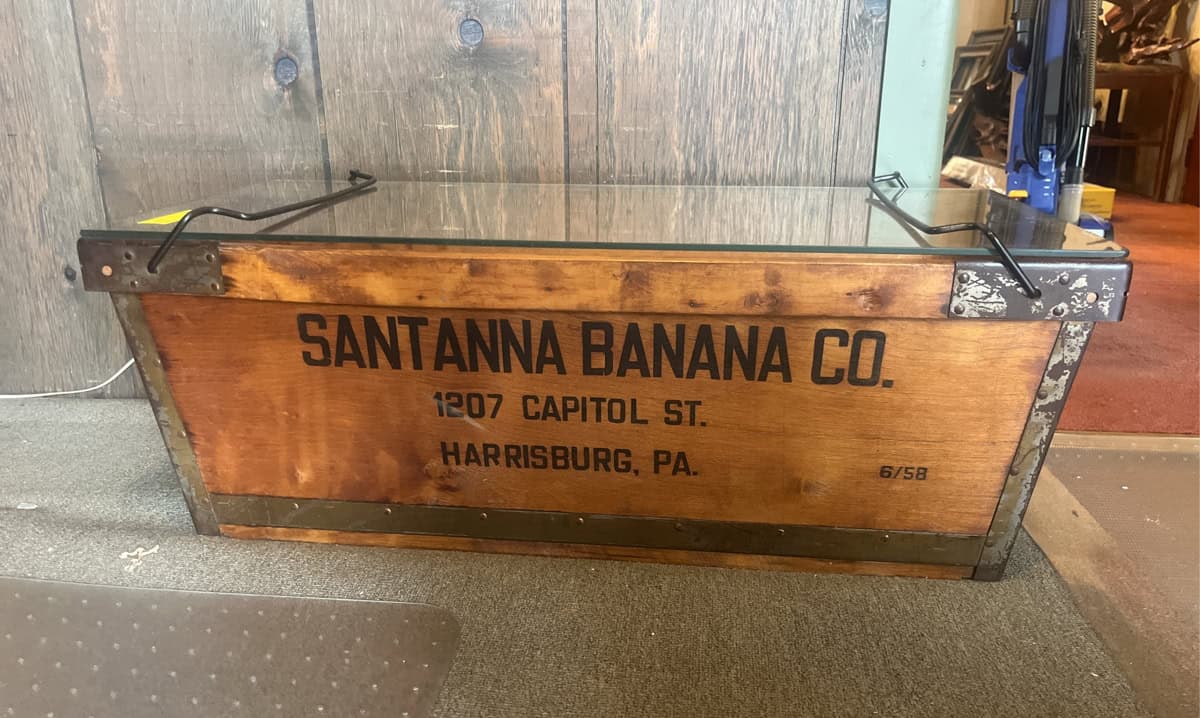 SANTANNA BANANA CO.
1207 CAPITOL ST.
HARRISBURG, PA.
6/58